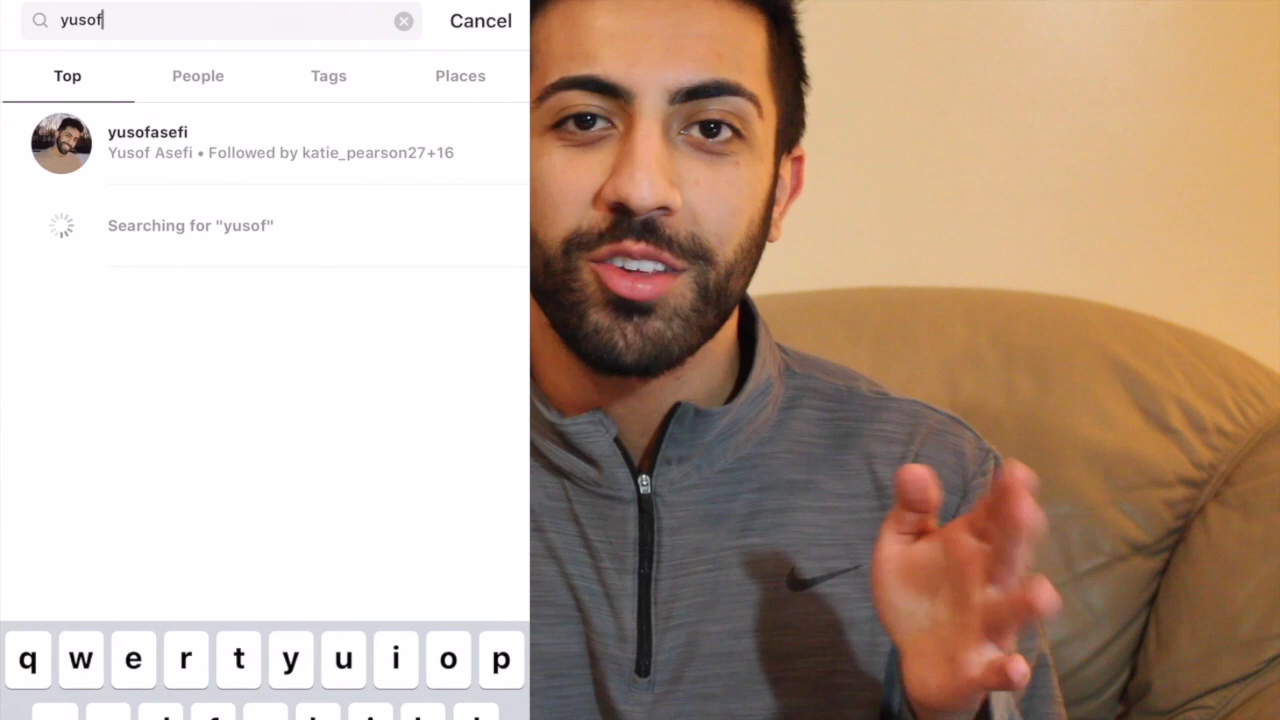 yusof
Cancel
Top People Tags Places
yusofasefi
Yusof Asefi • Followed by katie_pearson27+16
Searching for "yusof"
q w e r t y u i o p